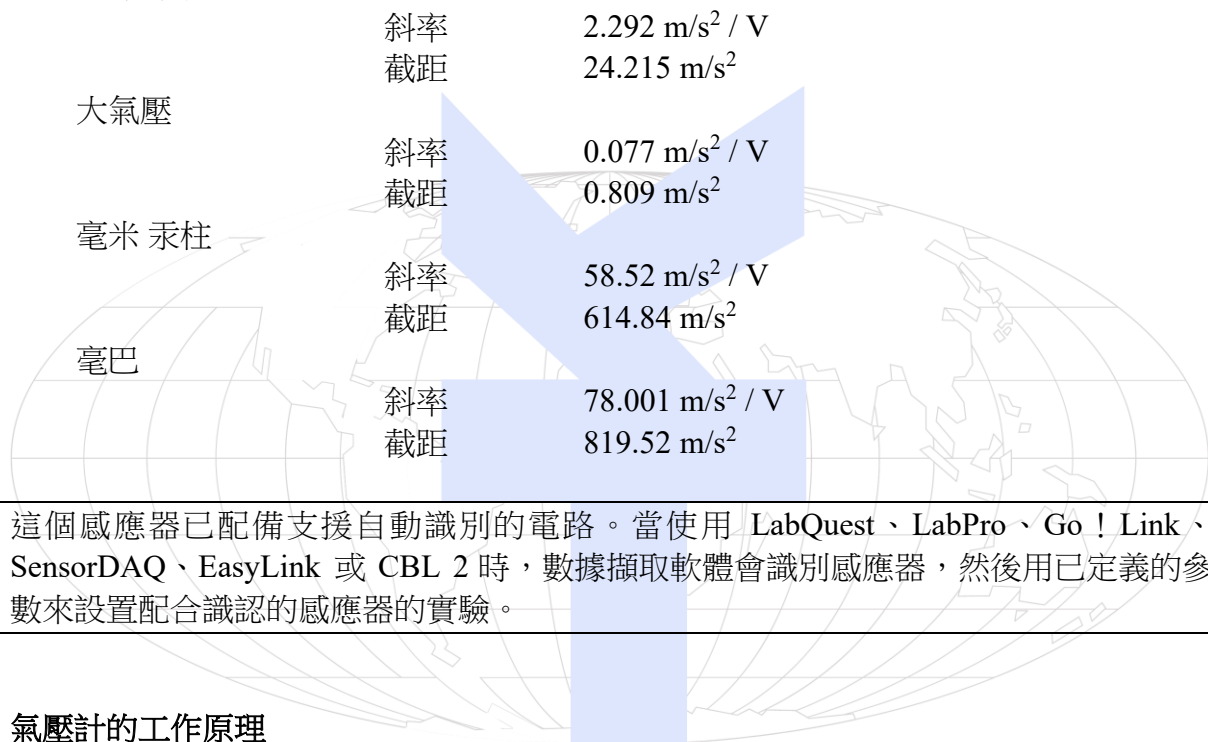 斜率 2.292 m/s² / V
截距 24.215 m/s²
大氣壓
斜率 0.077 m/s² / V
截距 0.809 m/s²
毫米 汞柱
斜率 58.52 m/s² / V
截距 614.84 m/s²
毫巴
斜率 78.001 m/s² / V
截距 819.52 m/s²
這個感應器已配備支援自動識別的電路。當使用 LabQuest、LabPro、Go！Link、
SensorDAQ、EasyLink 或 CBL 2 時，數據擷取軟體會識別感應器，然後用已定義的參
數來設置配合識認的感應器的實驗。
氣壓計的工作原理